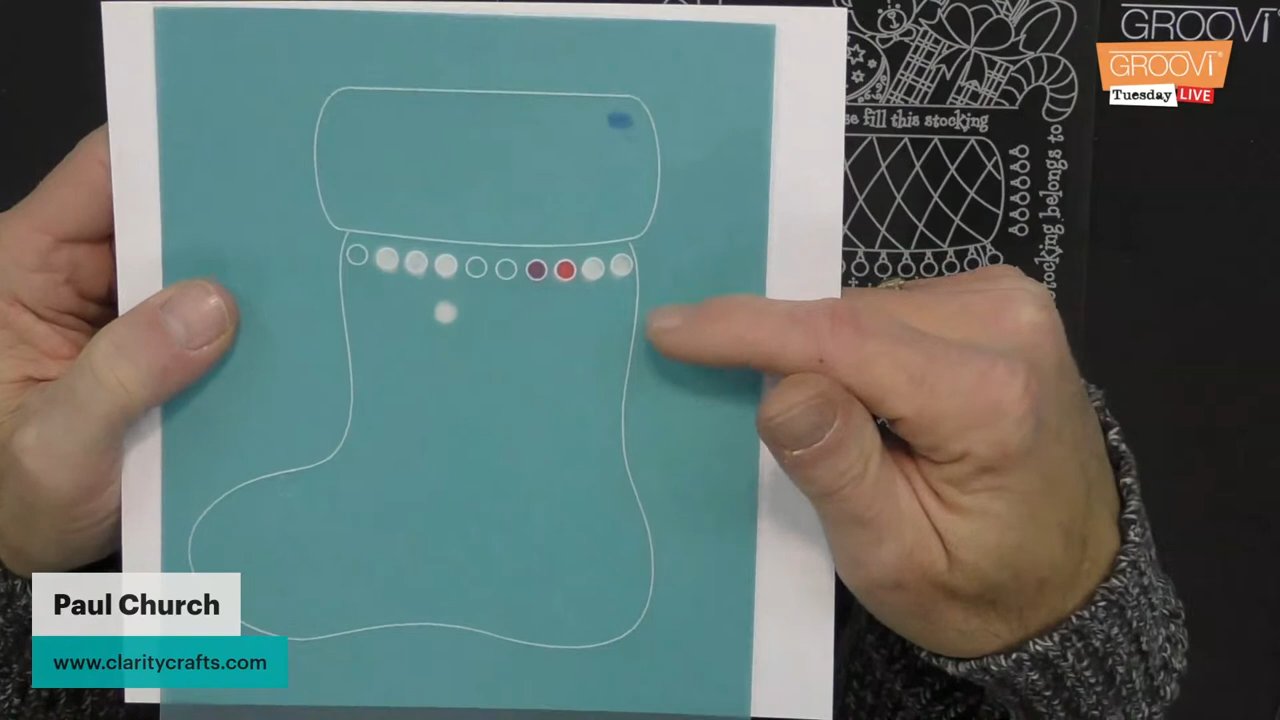 GROOVI
GROOVI
Tuesday LIVE
se fill this stocking
stocking belongs to
Paul Church
www.claritycrafts.com